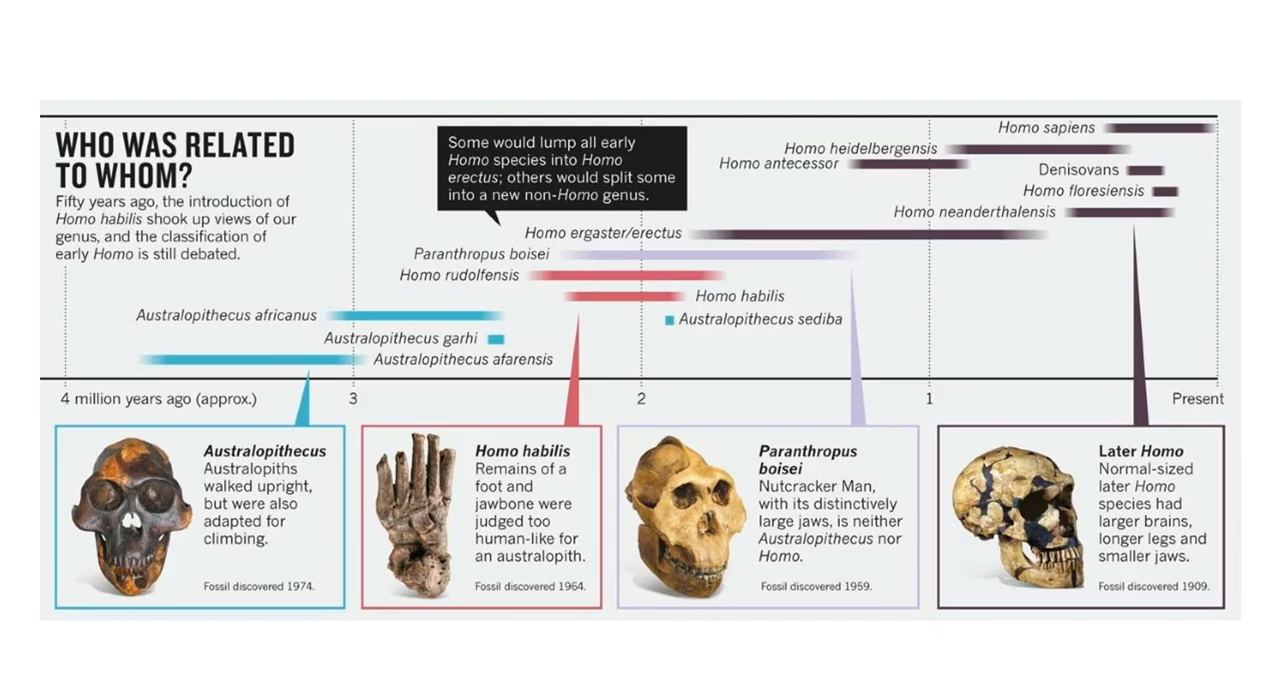 WHO WAS RELATED
TO WHOM?
Fifty years ago, the introduction of
Homo habilis shook up views of our
genus, and the classification of
early Homo is still debated.
Some would lump all early
Homo species into Homo
erectus; others would split some
into a new non-Homo genus.
Homo sapiens
Homo heidelbergensis
Homo antecessor
Denisovans
Homo floresiensis
Homo neanderthalensis
Homo ergaster/erectus
Paranthropus boisei
Homo rudolfensis
Homo habilis
Australopithecus africanus
Australopithecus sediba
Australopithecus garhi
Australopithecus afarensis
4 million years ago (approx.)
3
2
1
Present
Australopithecus
Australopiths
walked upright,
but were also
adapted for
climbing.
Fossil discovered 1974.
Homo habilis
Remains of a
foot and
jawbone were
judged too
human-like for
an australopith.
Fossil discovered 1964.
Paranthropus
boisei
Nutcracker Man,
with its distinctively
large jaws, is neither
Australopithecus nor
Homo.
Fossil discovered 1959.
Later Homo
Normal-sized
later Homo
species had
larger brains,
longer legs and
smaller jaws.
Fossil discovered 1909.